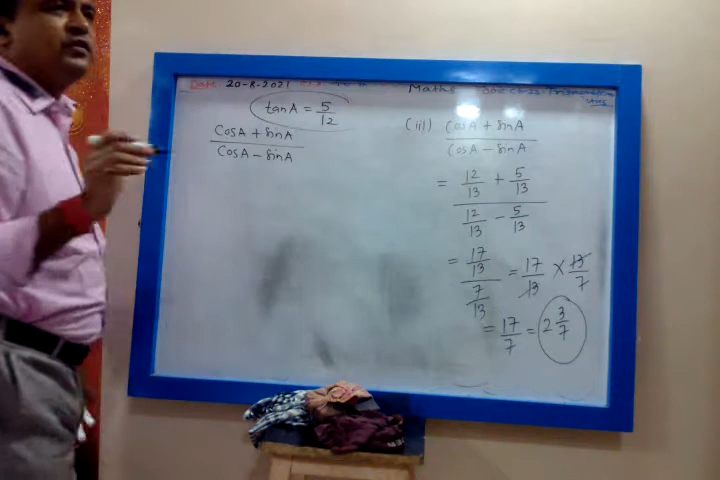 Date: 20-8-2021
Maths
tanA = 5/12
CosA + SinA
CosA - SinA
(iii) CosA + SinA
CosA - SinA
= 12/13 + 5/13
12/13 - 5/13
= 17/13
7/13
= 17/13 × 13/7
= 17/7 = 2 3/7